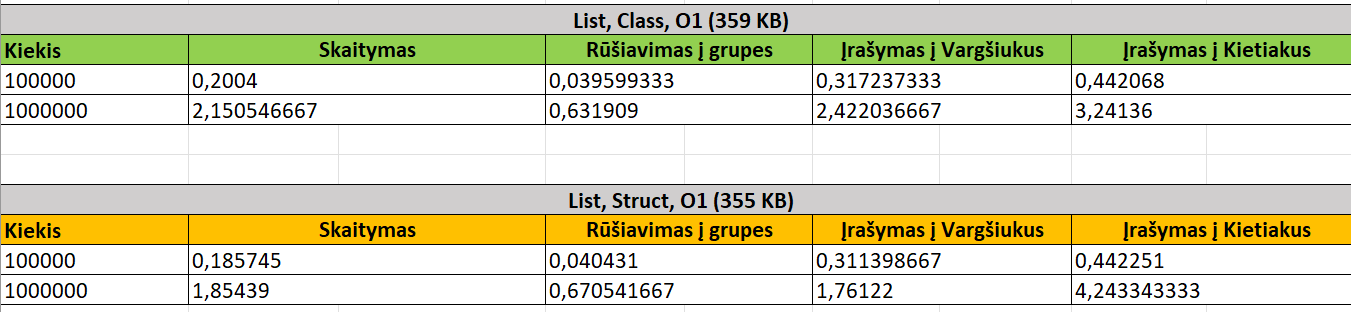 List, Class, O1 (359 KB)
Kiekis Skaitymas Rūšiavimas į grupes Įrašymas į Vargšiukus Įrašymas į Kietiakus
100000 0,2004 0,039599333 0,317237333 0,442068
1000000 2,150546667 0,631909 2,422036667 3,24136
List, Struct, O1 (355 KB)
Kiekis Skaitymas Rūšiavimas į grupes Įrašymas į Vargšiukus Įrašymas į Kietiakus
100000 0,185745 0,040431 0,311398667 0,442251
1000000 1,85439 0,670541667 1,76122 4,243343333